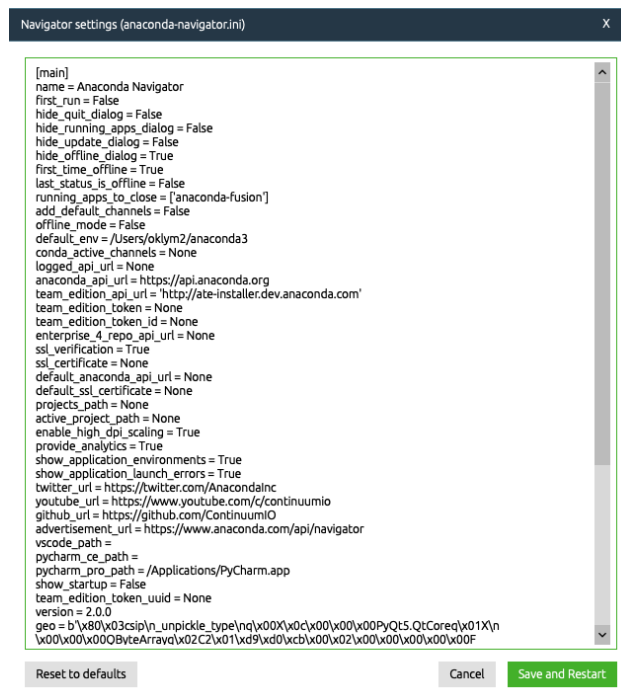 Navigator settings (anaconda-navigator.ini) X
[main]
name = Anaconda Navigator
first_run = False
hide_quit_dialog = False
hide_running_apps_dialog = False
hide_update_dialog = False
hide_offline_dialog = True
first_time_offline = True
last_status_is_offline = False
running_apps_to_close = ['anaconda-fusion']
add_default_channels = False
offline_mode = False
default_env = /Users/oklym2/anaconda3
conda_active_channels = None
logged_api_url = None
anaconda_api_url = https://api.anaconda.org
team_edition_api_url = 'http://ate-installer.dev.anaconda.com'
team_edition_token = None
team_edition_token_id = None
enterprise_4_repo_api_url = None
ssl_verification = True
ssl_certificate = None
default_anaconda_api_url = None
default_ssl_certificate = None
projects_path = None
active_project_path = None
enable_high_dpi_scaling = True
provide_analytics = True
show_application_environments = True
show_application_launch_errors = True
twitter_url = https://twitter.com/AnacondaInc
youtube_url = https://www.youtube.com/c/continuumio
github_url = https://github.com/ContinuumIO
advertisement_url = https://www.anaconda.com/api/navigator
vscode_path =
pycharm_ce_path =
pycharm_pro_path = /Applications/PyCharm.app
show_startup = False
team_edition_token_uuid = None
version = 2.0.0
geo = b'\x80\x03csip\n_unpickle_type\nq\x00X\x0c\x00\x00\x00PyQt5.QtCoreq\x01X\n
\x00\x00\x00QByteArrayq\x02C2\x01\xd9\xd0\xcb\x00\x02\x00\x00\x00\x00\x00F
Reset to defaults Cancel Save and Restart